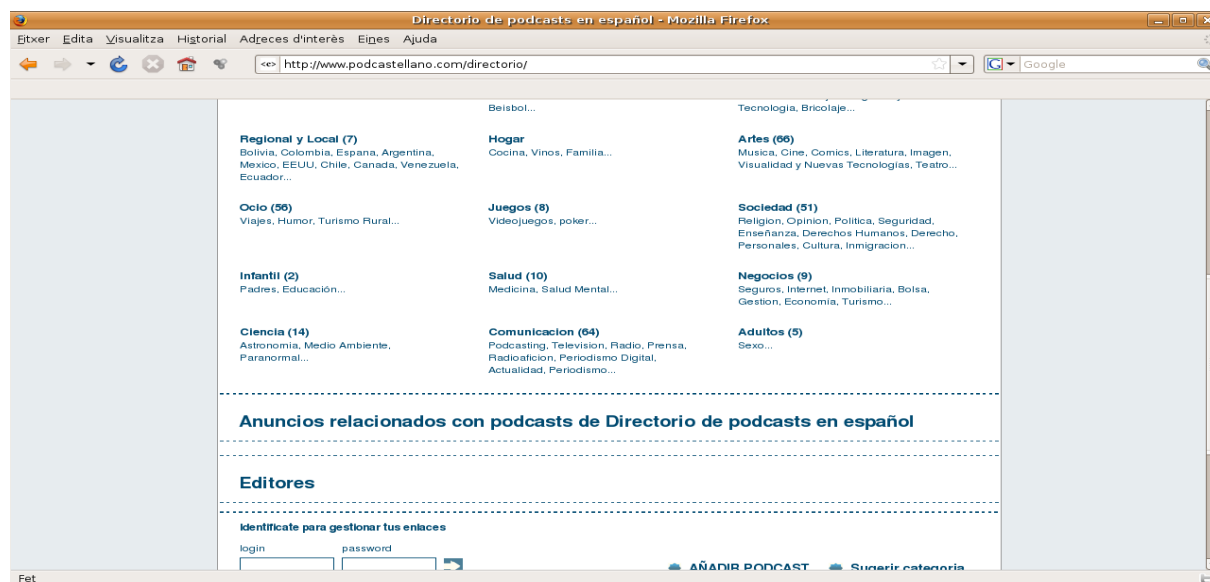 Directorio de podcasts en español - Mozilla Firefox
Fitxer Edita Visualitza Historial Adreces d'interès Eines Ajuda
http://www.podcastellano.com/directorio/
Google
Beisbol...
Tecnologia, Bricolaje...
Regional y Local (7)
Bolivia, Colombia, Espana, Argentina,
Mexico, EEUU, Chile, Canada, Venezuela,
Ecuador...
Hogar
Cocina, Vinos, Familia...
Artes (66)
Musica, Cine, Comics, Literatura, Imagen,
Visualidad y Nuevas Tecnologías, Teatro...
Ocio (56)
Viajes, Humor, Turismo Rural...
Juegos (8)
Videojuegos, poker...
Sociedad (51)
Religion, Opinion, Politica, Seguridad,
Enseñanza, Derechos Humanos, Derecho,
Personales, Cultura, Inmigracion...
Infantil (2)
Padres, Educación...
Salud (10)
Medicina, Salud Mental...
Negocios (9)
Seguros, Internet, Inmobiliaria, Bolsa,
Gestion, Economía, Turismo...
Ciencia (14)
Astronomia, Medio Ambiente,
Paranormal...
Comunicacion (64)
Podcasting, Television, Radio, Prensa,
Radioaficion, Periodismo Digital,
Actualidad, Periodismo...
Adultos (5)
Sexo...
Anuncios relacionados con podcasts de Directorio de podcasts en español
Editores
Identifícate para gestionar tus enlaces
login password
AÑADIR PODCAST Sugerir categoria
Fet